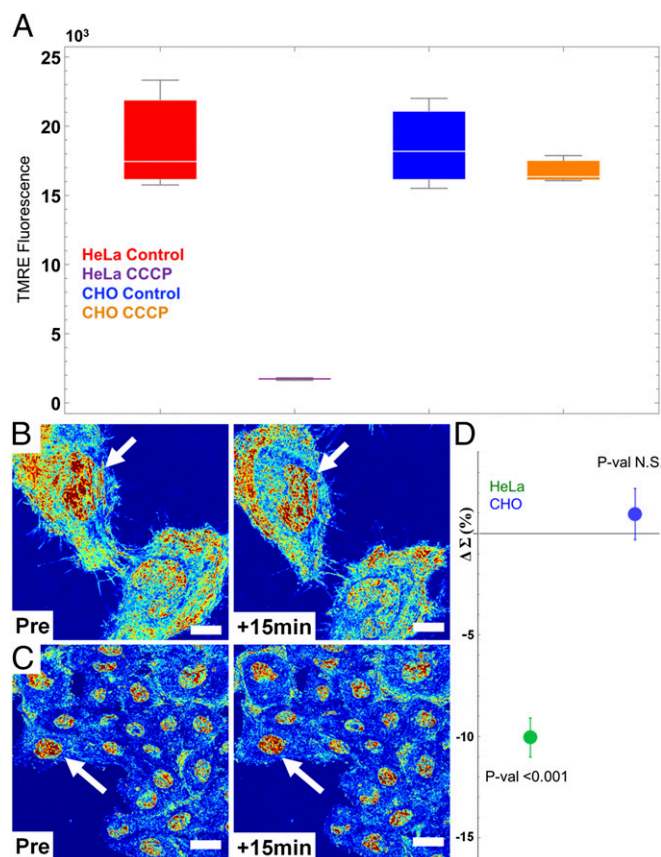 A
10³
25
20
15
10
5
0
TMRE Fluorescence
HeLa Control
HeLa CCCP
CHO Control
CHO CCCP
B
Pre
+15min
C
Pre
+15min
D
P-val N.S.
HeLa
CHO
Δ Σ (%)
-5
-10
P-val <0.001
-15